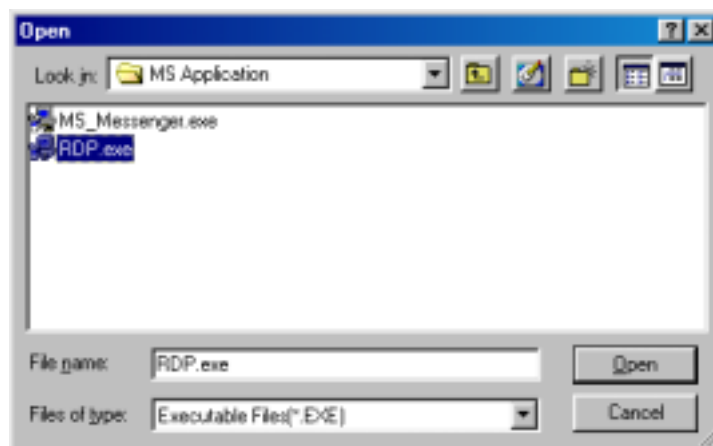 Open
Look in: MS Application
MS_Messenger.exe
RDP.exe
File name: RDP.exe Open
Files of type: Executable Files(*.EXE) Cancel